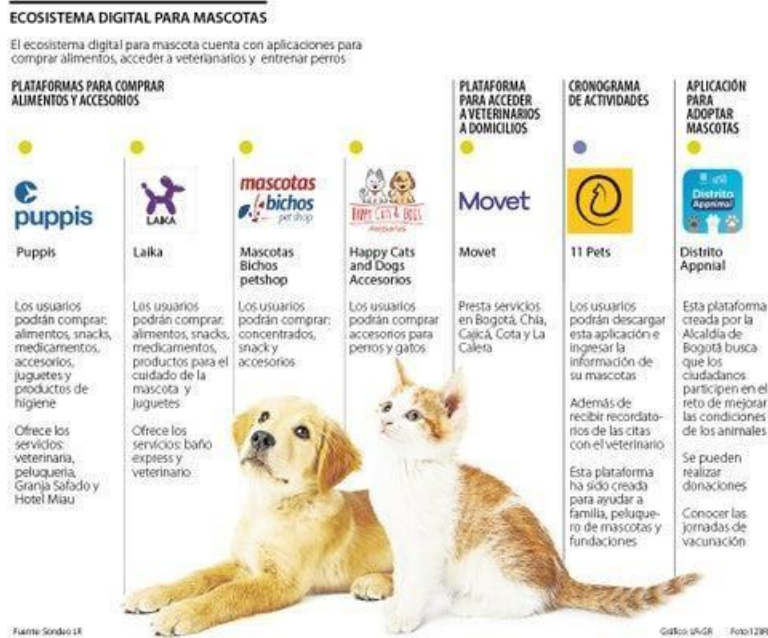 ECOSISTEMA DIGITAL PARA MASCOTAS
El ecosistema digital para mascota cuenta con aplicaciones para
comprar alimentos, acceder a veterianarios y entrenar perros
PLATAFORMAS PARA COMPRAR
ALIMENTOS Y ACCESORIOS
puppis
Puppis
Los usuarios
podrán comprar:
alimentos, snacks,
medicamentos,
accesorios,
juguetes y
productos de
higiene
Ofrece los
servicios:
veterinaria,
peluquería,
Granja Safado y
Hotel Miau
LAIKA
Laika
Los usuarios
podrán comprar:
alimentos, snacks,
medicamentos,
productos para el
cuidado de la
mascota y
juguetes
Ofrece los
servicios: baño
express y
veterinario
mascotas
bichos
pet shop
Mascotas
Bichos
petshop
Los usuarios
podrán comprar:
concentrados,
snack y
accesorios
HAPPY CATS & DOGS
Accesorios
Happy Cats
and Dogs
Accesorios
Los usuarios
podrán comprar
accesorios para
perros y gatos
PLATAFORMA
PARA ACCEDER
A VETERINARIOS
A DOMICILIOS
Movet
Movet
Presta servicios
en Bogotá, Chía,
Cajicá, Cota y La
Calera
CRONOGRAMA
DE ACTIVIDADES
11 Pets
Los usuarios
podrán descargar
esta aplicación e
ingresar la
información de
su mascotas
Además de
recibir recordato-
rios de las citas
con el veterinario
Esta plataforma
ha sido creada
para ayudar a
familia, peluque-
ro de mascotas y
fundaciones
APLICACIÓN
PARA
ADOPTAR
MASCOTAS
Distrito
Appnimal
Distrito
Appnial
Esta plataforma
creada por la
Alcaldía de
Bogotá busca
que los
ciudadanos
participen en el
reto de mejorar
las condiciones
de los animales
Se pueden
realizar
donaciones
Conocer las
jornadas de
vacunación
Fuente: Sondeo LR
Gráfico: LR-GR
Foto: 123R